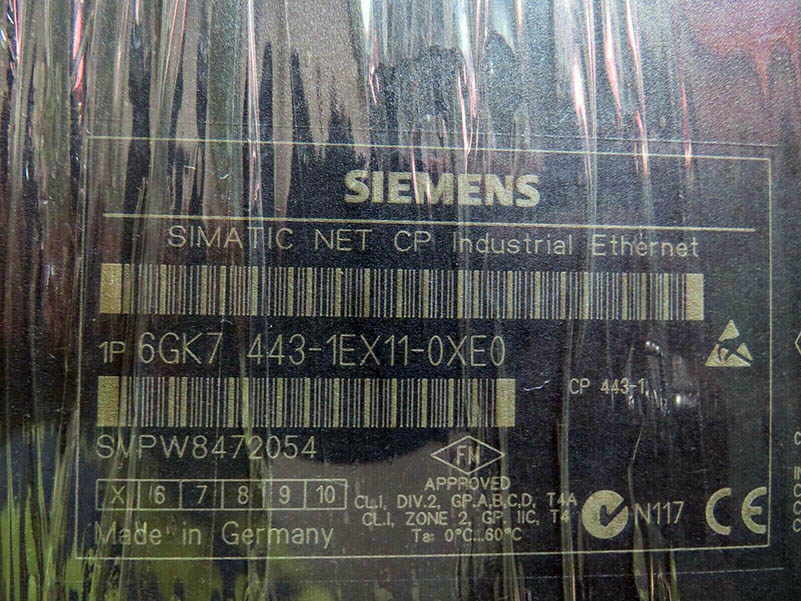 SIEMENS
SIMATIC NET CP Industrial Ethernet
1P 6GK7 443-1EX11-0XE0
CP 443-1
SVPW8472054
FM
APPROVED
X 6 7 8 9 10
CL.I, DIV.2, GP.A,B,C,D, T4A
CL.I, ZONE 2, GP. IIC, T4
Ta: 0°C...60°C
N117
CE
Made in Germany